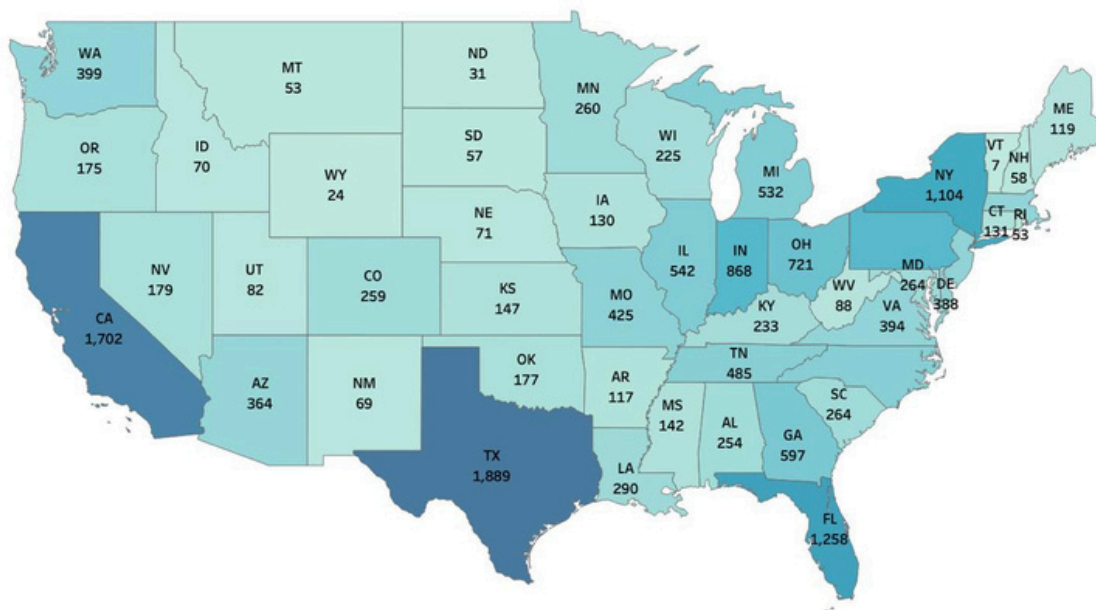 WA
399
MT
53
ND
31
MN
260
ME
119
OR
175
ID
70
SD
57
WI
225
VT
7
NH
58
WY
24
MI
532
NY
1,104
IA
130
CT
131
RI
53
NE
71
NV
179
UT
82
CO
259
IL
542
IN
868
OH
721
MD
264
DE
388
KS
147
MO
425
WV
88
VA
394
KY
233
CA
1,702
TN
485
AZ
364
NM
69
OK
177
AR
117
SC
264
MS
142
AL
254
GA
597
TX
1,889
LA
290
FL
1,258